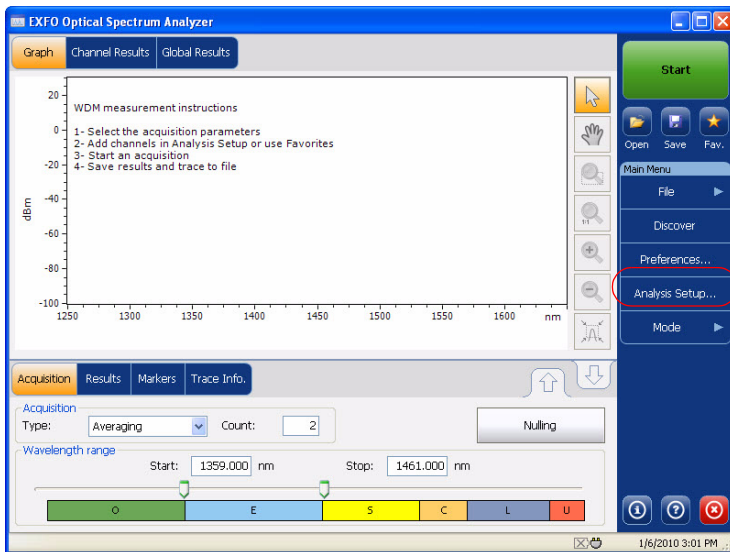 EXFO Optical Spectrum Analyzer
Graph
Channel Results
Global Results
20
0
-20
-40
-60
-80
-100
dBm
WDM measurement instructions
1- Select the acquisition parameters
2- Add channels in Analysis Setup or use Favorites
3- Start an acquisition
4- Save results and trace to file
1250 1300 1350 1400 1450 1500 1550 1600 nm
1:1
Start
Open Save Fav.
Main Menu
File
Discover
Preferences...
Analysis Setup...
Mode
Acquisition
Results
Markers
Trace Info.
Acquisition
Type: Averaging Count: 2
Nulling
Wavelength range
Start: 1359.000 nm Stop: 1461.000 nm
O E S C L U
1/6/2010 3:01 PM